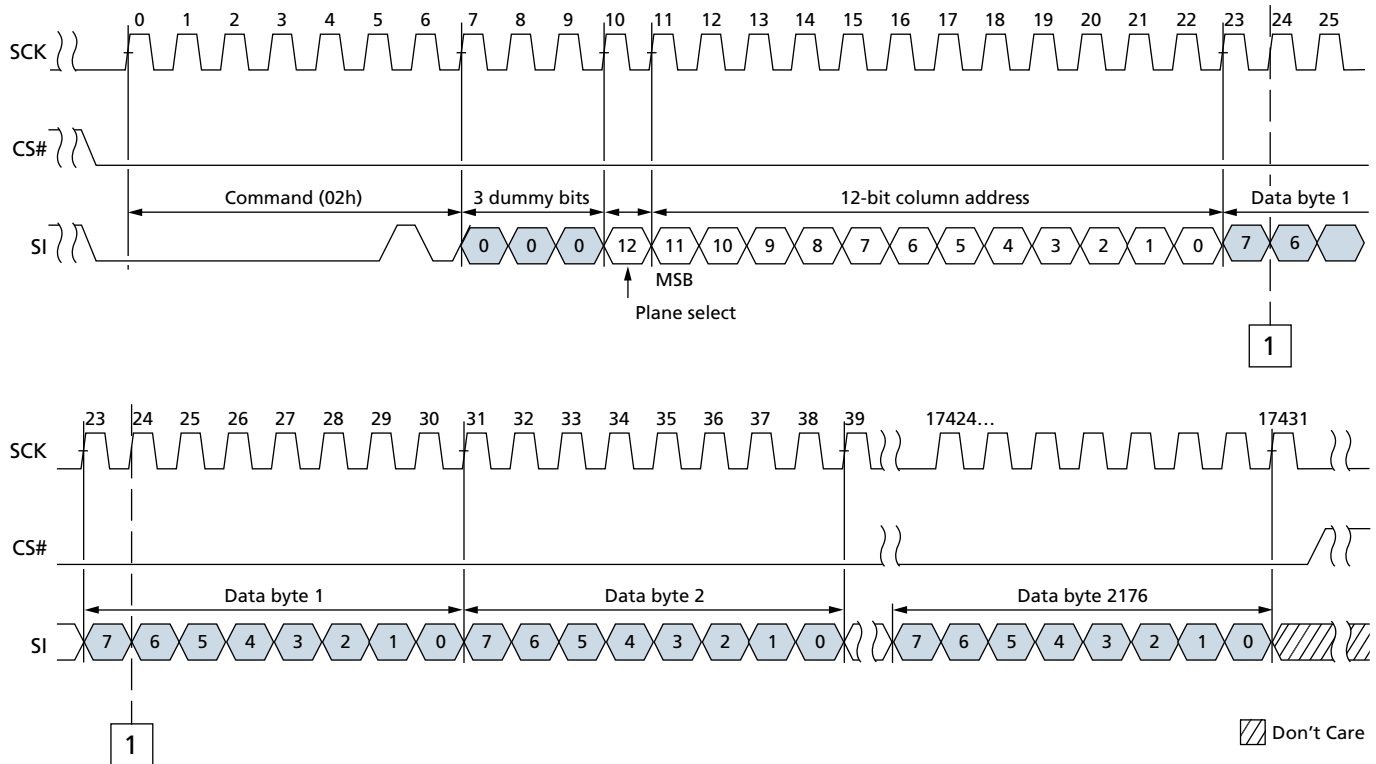 0 1 2 3 4 5 6 7 8 9 10 11 12 13 14 15 16 17 18 19 20 21 22 23 24 25
SCK
CS#
Command (02h) 3 dummy bits 12-bit column address Data byte 1
SI 0 0 0 12 11 10 9 8 7 6 5 4 3 2 1 0 7 6
MSB
Plane select
1
23 24 25 26 27 28 29 30 31 32 33 34 35 36 37 38 39 17424... 17431
SCK
CS#
Data byte 1 Data byte 2 Data byte 2176
SI 7 6 5 4 3 2 1 0 7 6 5 4 3 2 1 0 7 6 5 4 3 2 1 0
1
Don't Care